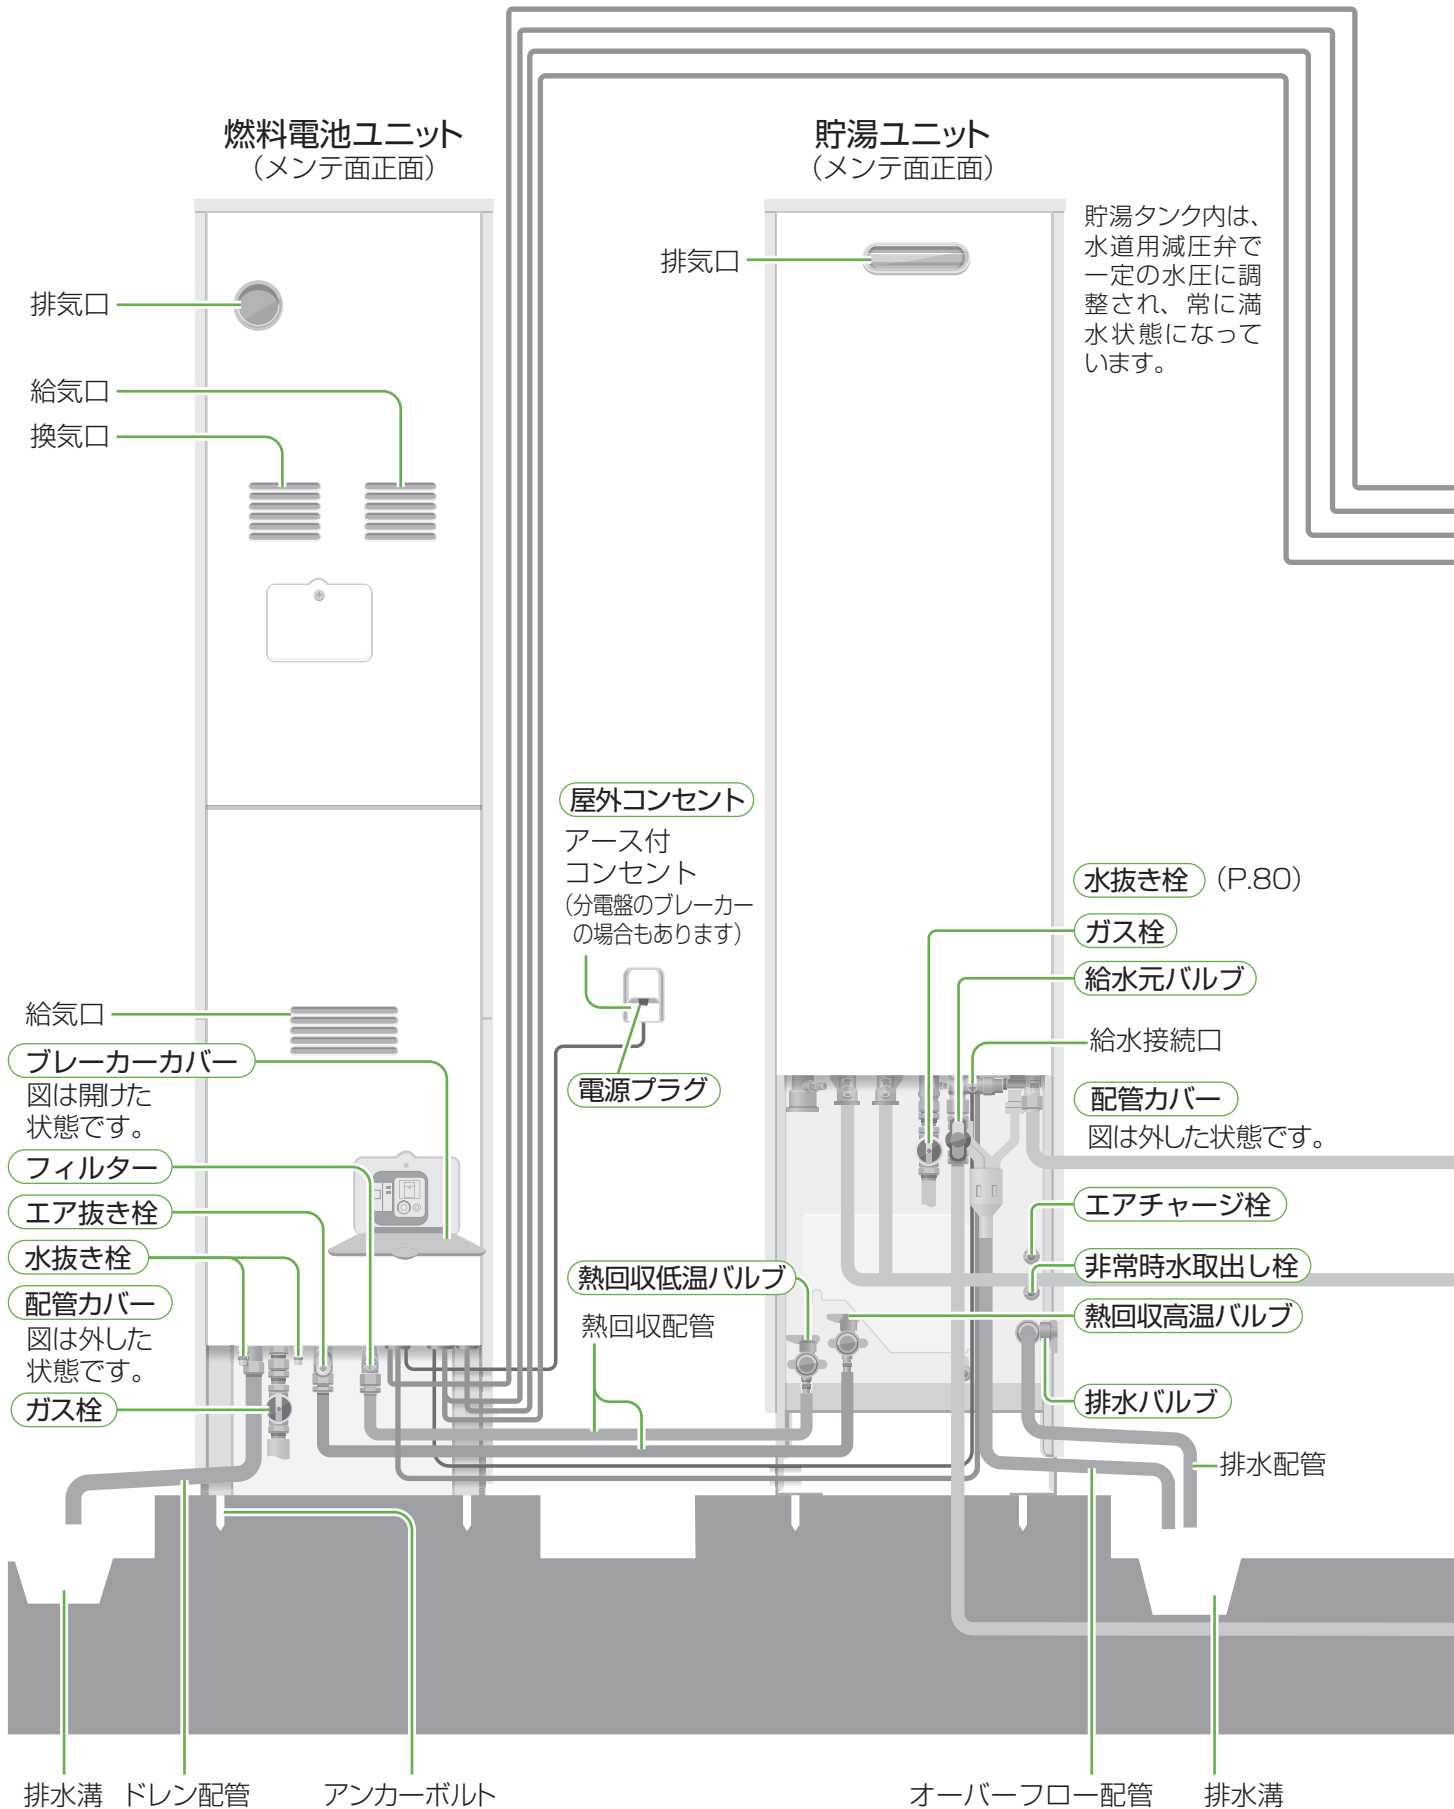 燃料電池ユニット
（メンテ面正面）
排気口
給気口
換気口
給気口
ブレーカーカバー
図は開けた
状態です。
フィルター
エア抜き栓
水抜き栓
配管カバー
図は外した
状態です。
ガス栓
排水溝
ドレン配管
アンカーボルト
屋外コンセント
アース付
コンセント
（分電盤のブレーカー
の場合もあります）
電源プラグ
熱回収低温バルブ
熱回収配管
貯湯ユニット
（メンテ面正面）
排気口
貯湯タンク内は、
水道用減圧弁で
一定の水圧に調
整され、常に満
水状態になって
います。
水抜き栓（P.80）
ガス栓
給水元バルブ
給水接続口
配管カバー
図は外した状態です。
エアチャージ栓
非常時水取出し栓
熱回収高温バルブ
排水バルブ
排水配管
オーバーフロー配管
排水溝